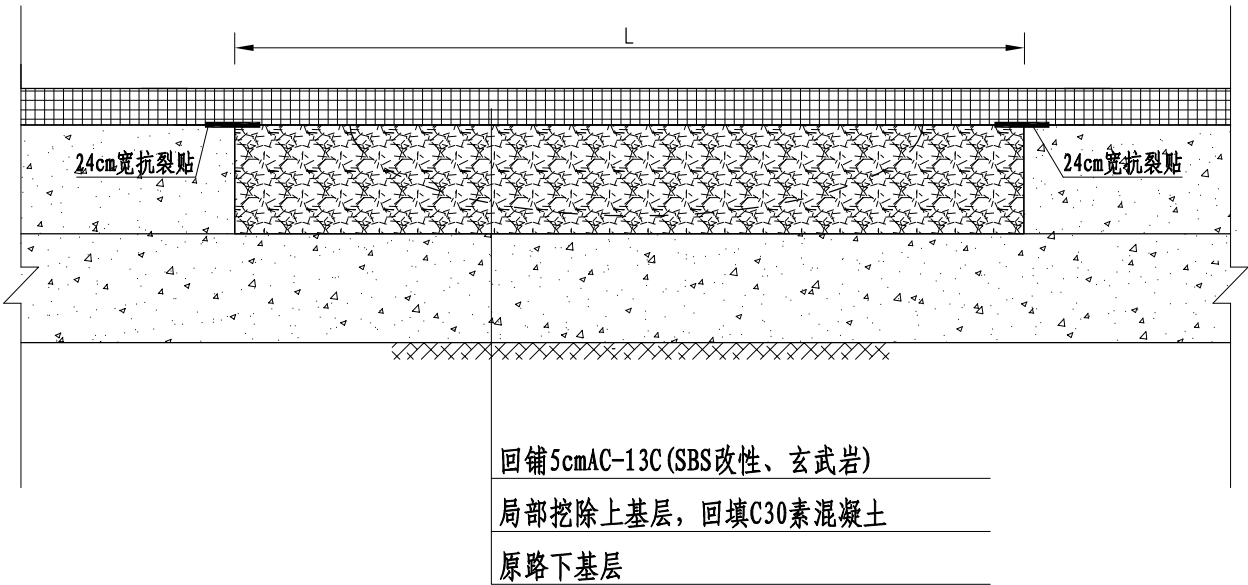 L
24cm宽抗裂贴
24cm宽抗裂贴
回铺5cmAC-13C(SBS改性、玄武岩)
局部挖除上基层，回填C30素混凝土
原路下基层